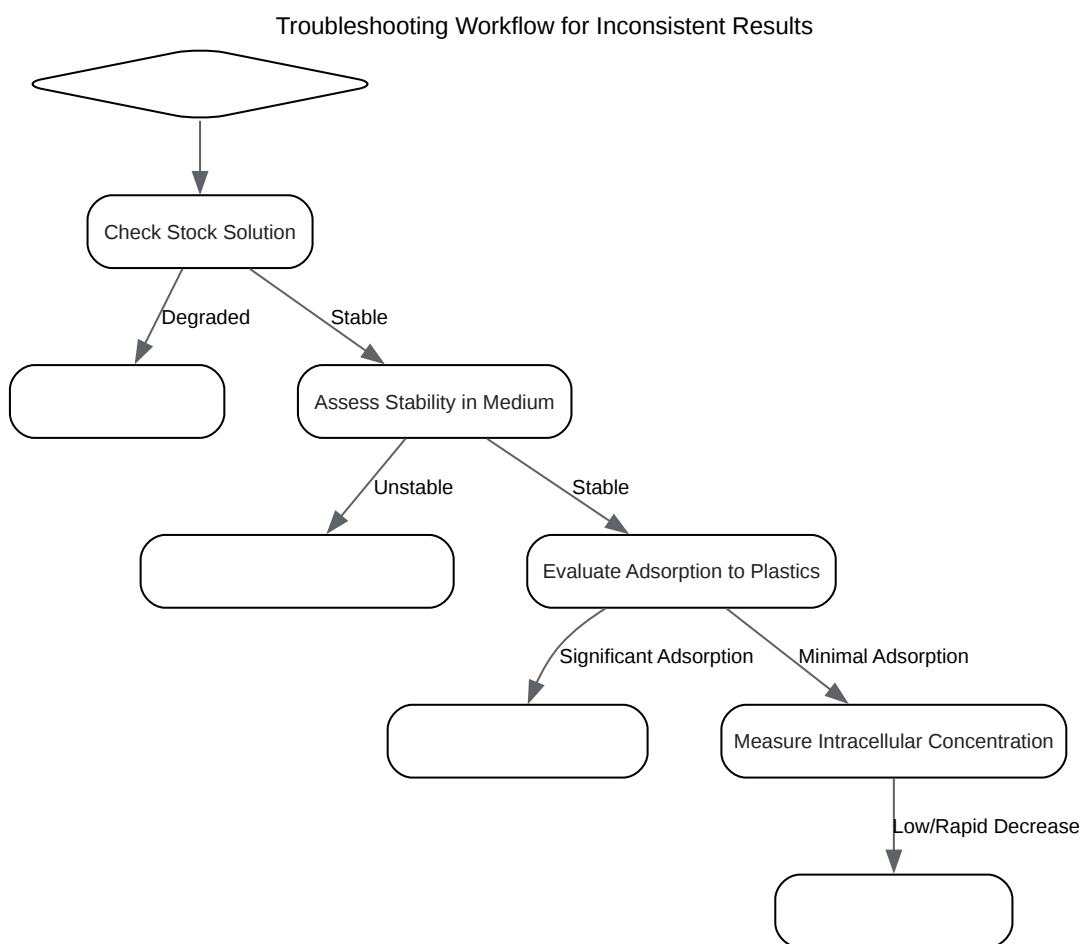 Troubleshooting Workflow for Inconsistent Results
Check Stock Solution
Degraded
Stable
Assess Stability in Medium
Unstable
Stable
Evaluate Adsorption to Plastics
Significant Adsorption
Minimal Adsorption
Measure Intracellular Concentration
Low/Rapid Decrease